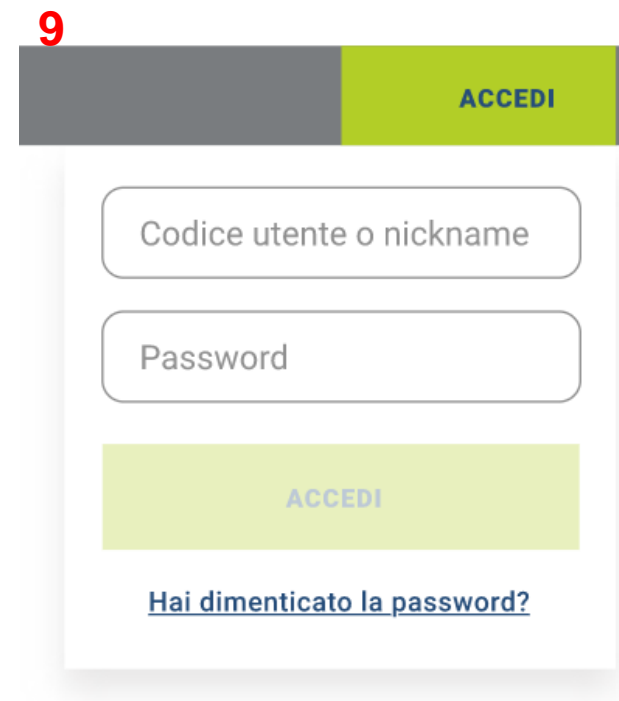 9
ACCEDI
Codice utente o nickname
Password
ACCEDI
Hai dimenticato la password?